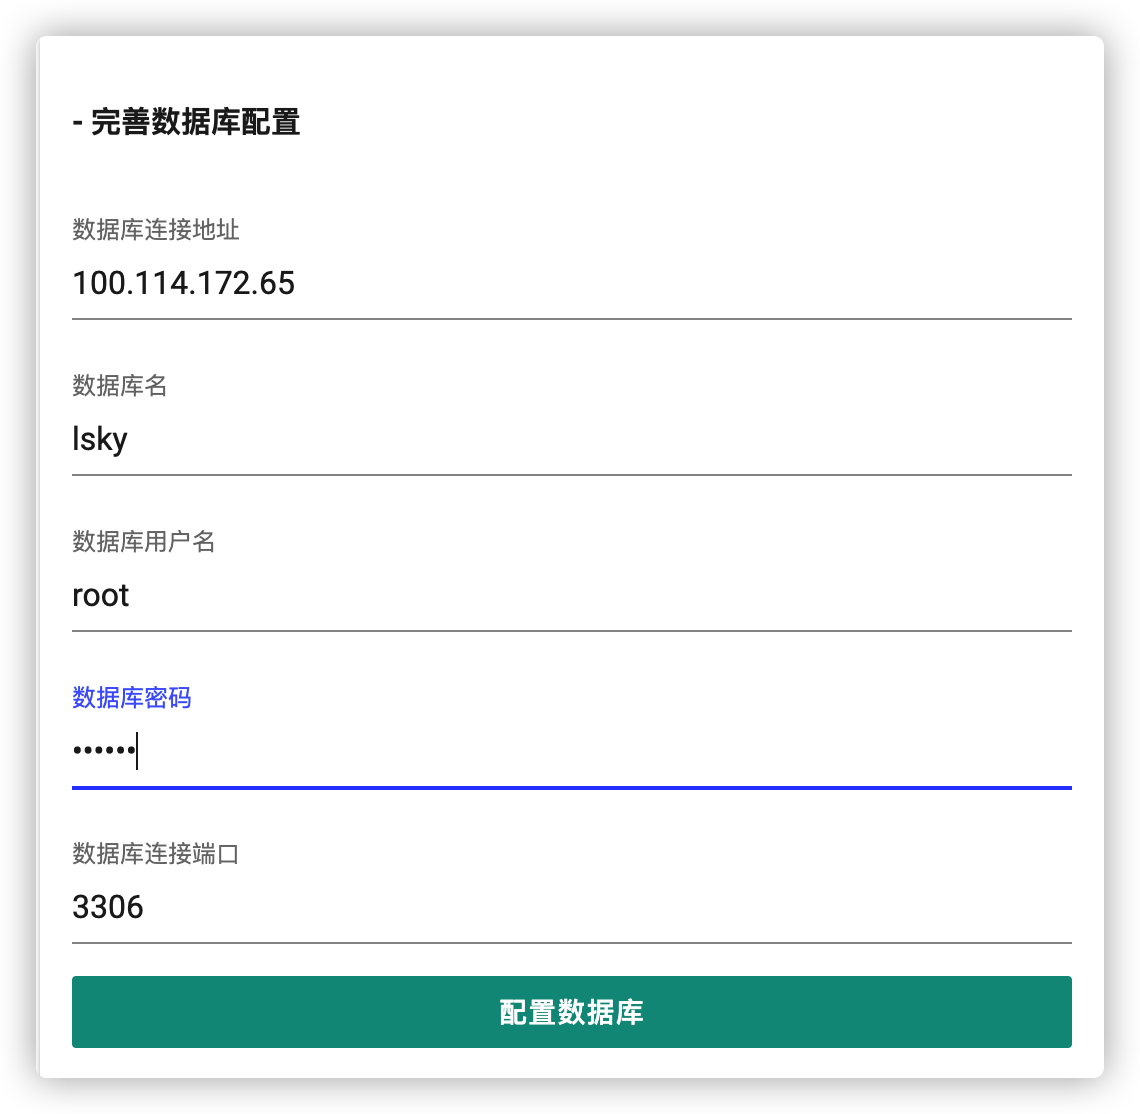 - 完善数据库配置
数据库连接地址
100.114.172.65
数据库名
lsky
数据库用户名
root
数据库密码
••••••
数据库连接端口
3306
配置数据库